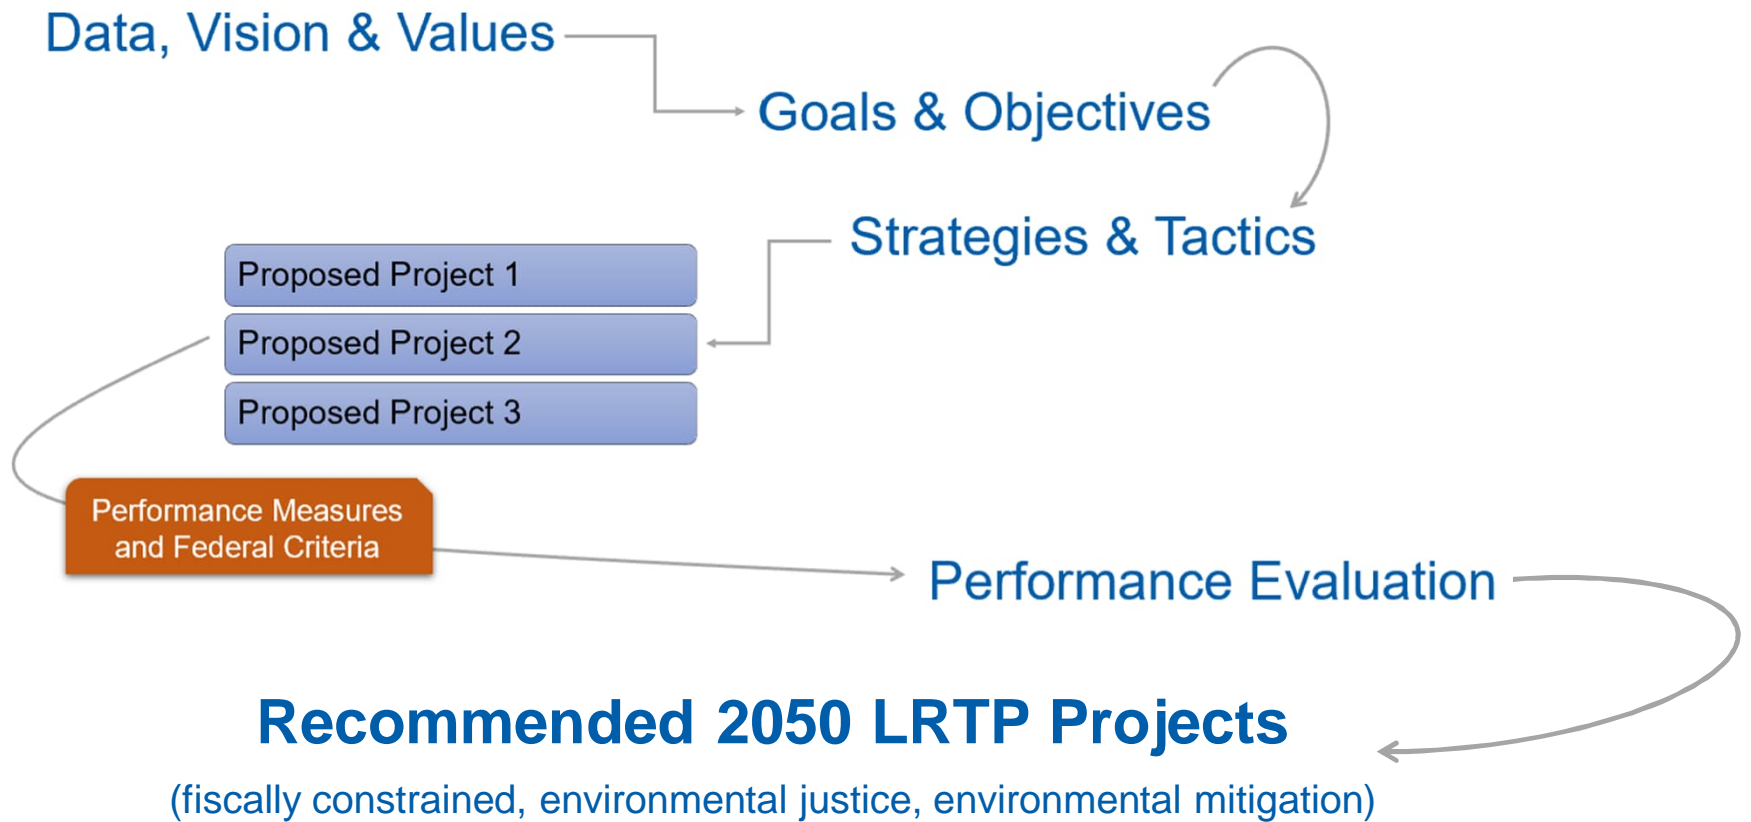 Data, Vision & Values
Goals & Objectives
Strategies & Tactics
Proposed Project 1
Proposed Project 2
Proposed Project 3
Performance Measures
and Federal Criteria
Performance Evaluation
Recommended 2050 LRTP Projects
(fiscally constrained, environmental justice, environmental mitigation)